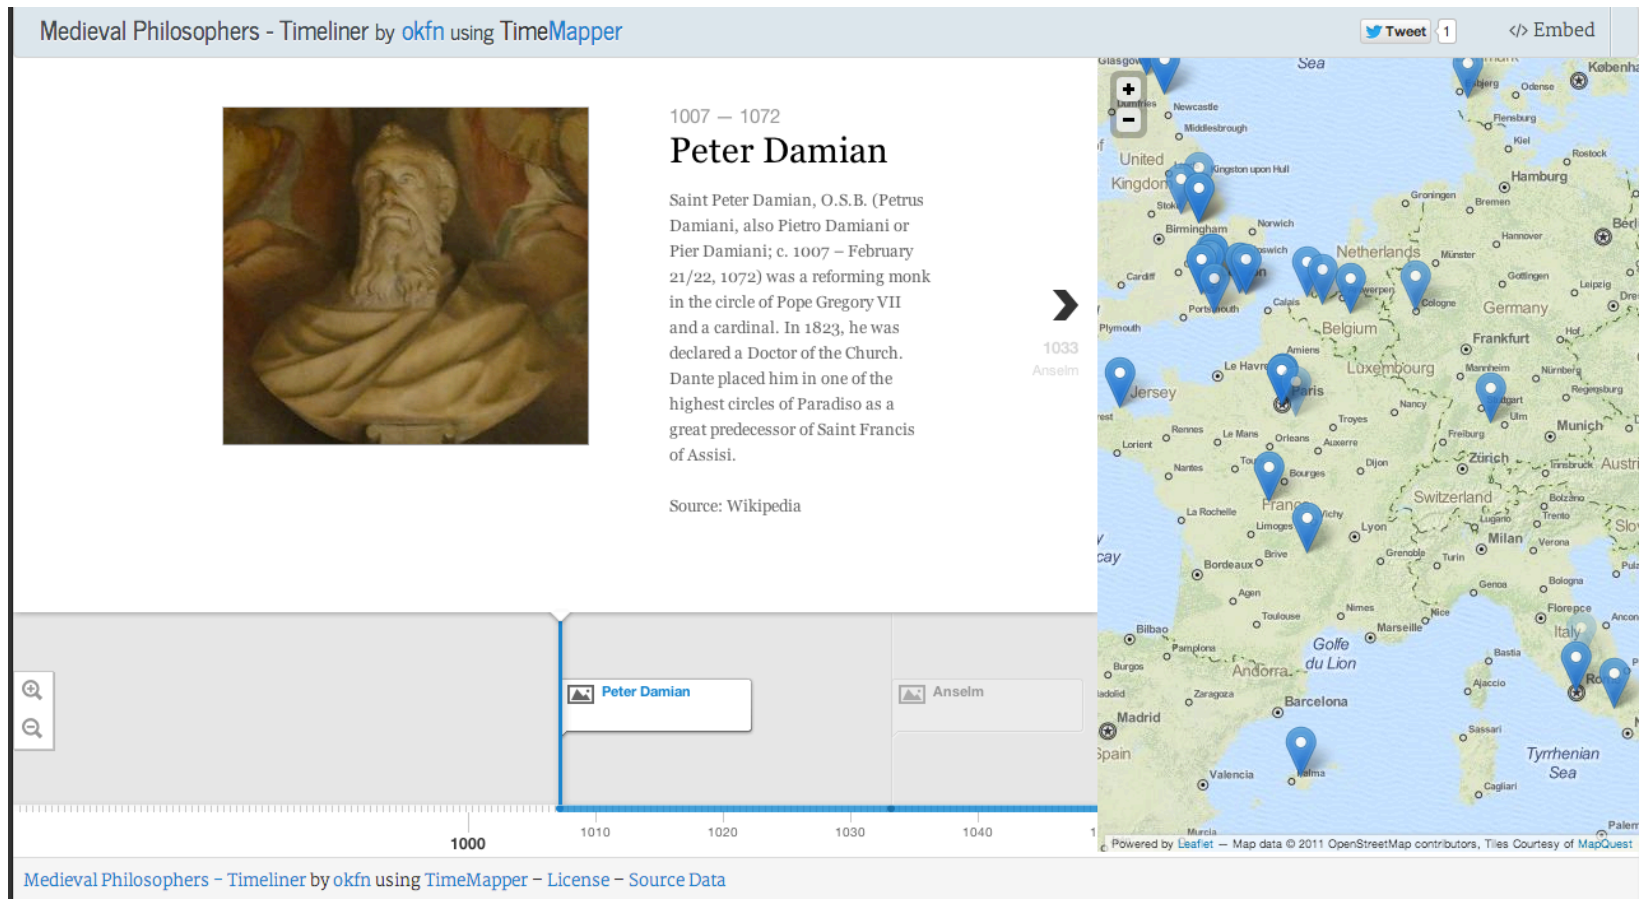 Medieval Philosophers - Timeliner by okfn using TimeMapper
Tweet 1
</> Embed
1007 — 1072
Peter Damian
Saint Peter Damian, O.S.B. (Petrus
Damiani, also Pietro Damiani or
Pier Damiani; c. 1007 – February
21/22, 1072) was a reforming monk
in the circle of Pope Gregory VII
and a cardinal. In 1823, he was
declared a Doctor of the Church.
Dante placed him in one of the
highest circles of Paradiso as a
great predecessor of Saint Francis
of Assisi.
Source: Wikipedia
1033
Anselm
Peter Damian
Anselm
1000
1010
1020
1030
1040
Glasgow
Sea
København
Odense
Dumfries
Newcastle
Flensburg
Middlesbrough
Kiel
Rostock
United
Kingdom
Kingston upon Hull
Hamburg
Groningen
Bremen
Norwich
Birmingham
Hannover
Netherlands
Münster
Cardiff
Gottingen
Leipzig
Calais
Cologne
Portsmouth
Germany
Plymouth
Belgium
Hof
Frankfurt
Amiens
Le Havre
Luxembourg
Mannheim
Nürnberg
Jersey
Paris
Regensburg
Nancy
Troyes
Ulm
Munich
Rennes
Le Mans
Orleans
Auxerre
Freiburg
Lorient
Zürich
Innsbruck
Austri
Nantes
Bourges
Dijon
Switzerland
Bolzano
France
La Rochelle
Vichy
Lugano
Trento
Limoges
Lyon
Milan
Verona
Brive
Grenoble
Turin
Bordeaux
Genoa
Bologna
Agen
Nimes
Nice
Florence
Toulouse
Marseille
Italy
Ancon
Bilbao
Golfe
du Lion
Pamplona
Bastia
Burgos
Andorra
Zaragoza
Ajaccio
Barcelona
Madrid
Sassari
Spain
Tyrrhenian
Sea
Palma
Valencia
Cagliari
Murcia
Palerm
Powered by Leaflet — Map data © 2011 OpenStreetMap contributors, Tiles Courtesy of MapQuest
Medieval Philosophers - Timeliner by okfn using TimeMapper – License – Source Data